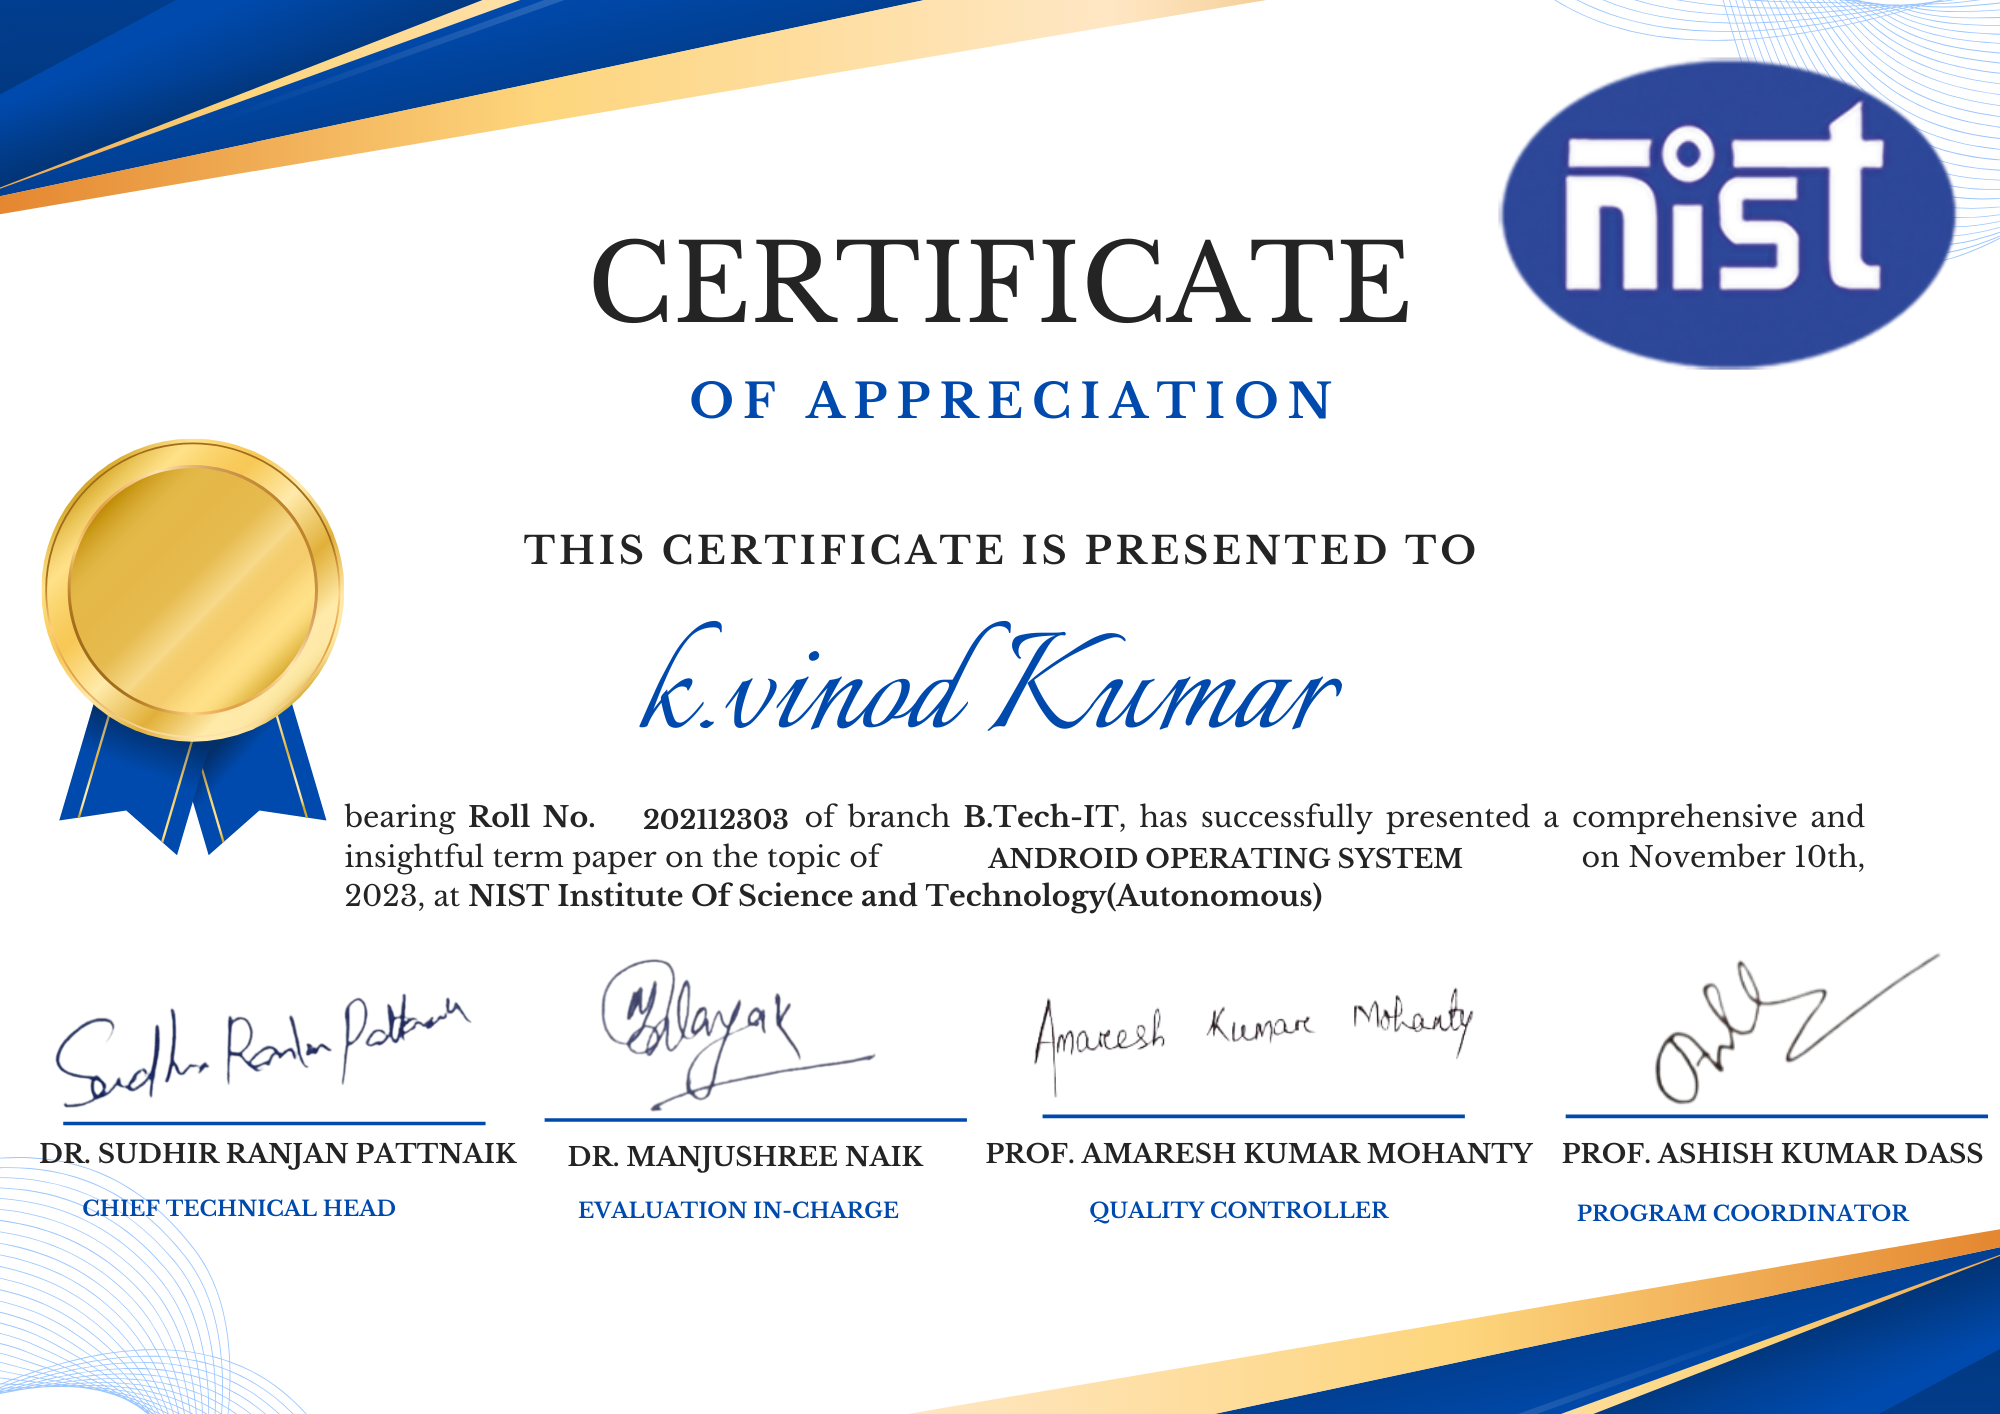 nist
CERTIFICATE
OF APPRECIATION
THIS CERTIFICATE IS PRESENTED TO
k.vinod Kumar
bearing Roll No. 202112303 of branch B.Tech-IT, has successfully presented a comprehensive and
insightful term paper on the topic of ANDROID OPERATING SYSTEM on November 10th,
2023, at NIST Institute Of Science and Technology(Autonomous)
Sudhir Ranjan Pattnaik
Amaresh Kumar Mohanty
DR. SUDHIR RANJAN PATTNAIK
DR. MANJUSHREE NAIK
PROF. AMARESH KUMAR MOHANTY
PROF. ASHISH KUMAR DASS
CHIEF TECHNICAL HEAD
EVALUATION IN-CHARGE
QUALITY CONTROLLER
PROGRAM COORDINATOR